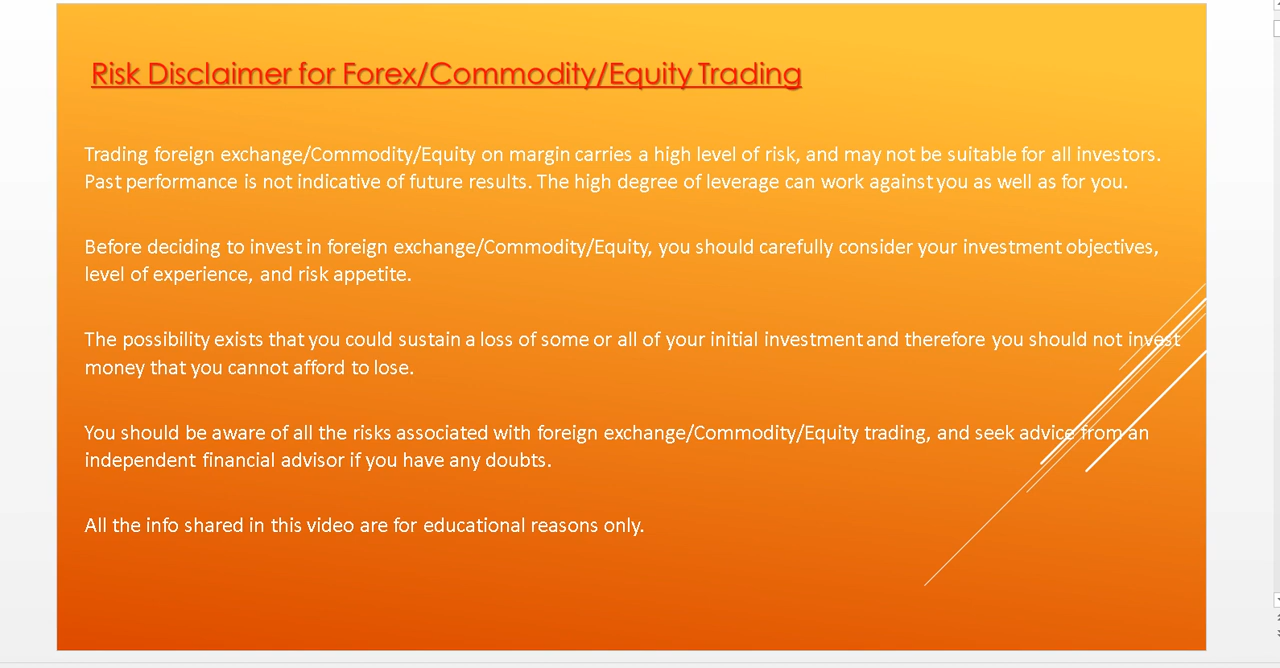 Risk Disclaimer for Forex/Commodity/Equity Trading
Trading foreign exchange/Commodity/Equity on margin carries a high level of risk, and may not be suitable for all investors.
Past performance is not indicative of future results. The high degree of leverage can work against you as well as for you.
Before deciding to invest in foreign exchange/Commodity/Equity, you should carefully consider your investment objectives,
level of experience, and risk appetite.
The possibility exists that you could sustain a loss of some or all of your initial investment and therefore you should not invest
money that you cannot afford to lose.
You should be aware of all the risks associated with foreign exchange/Commodity/Equity trading, and seek advice from an
independent financial advisor if you have any doubts.
All the info shared in this video are for educational reasons only.